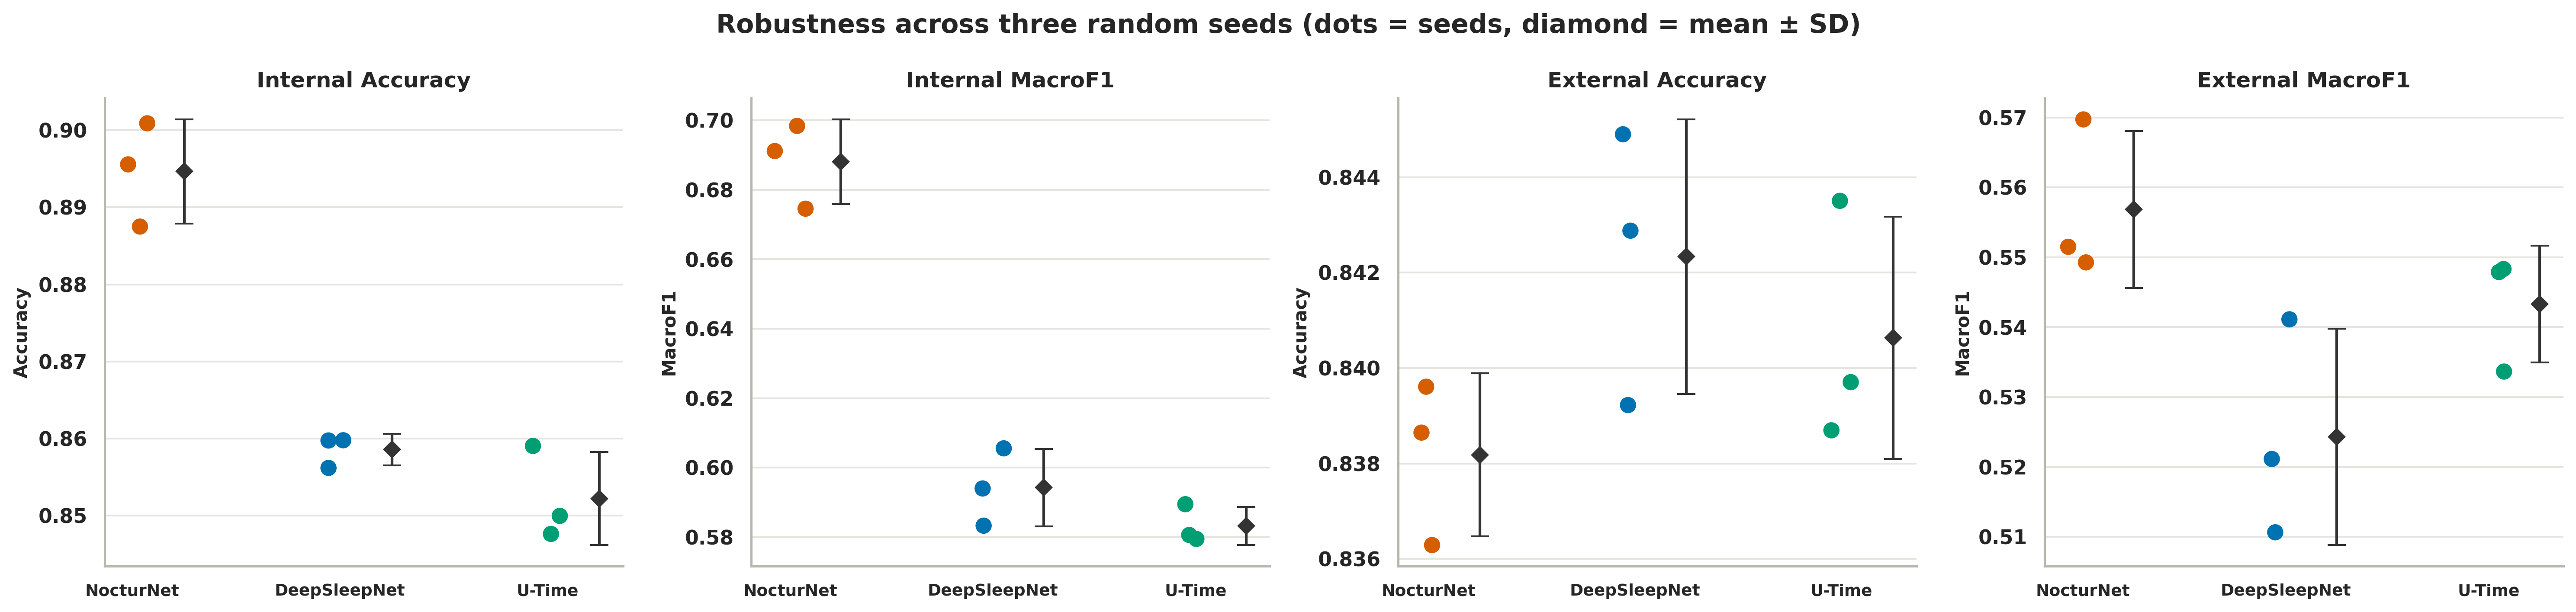 Robustness across three random seeds (dots = seeds, diamond = mean ± SD)
Internal Accuracy
Accuracy
0.90
0.89
0.88
0.87
0.86
0.85
NocturNet
DeepSleepNet
U-Time
Internal MacroF1
MacroF1
0.70
0.68
0.66
0.64
0.62
0.60
0.58
NocturNet
DeepSleepNet
U-Time
External Accuracy
Accuracy
0.844
0.842
0.840
0.838
0.836
NocturNet
DeepSleepNet
U-Time
External MacroF1
MacroF1
0.57
0.56
0.55
0.54
0.53
0.52
0.51
NocturNet
DeepSleepNet
U-Time